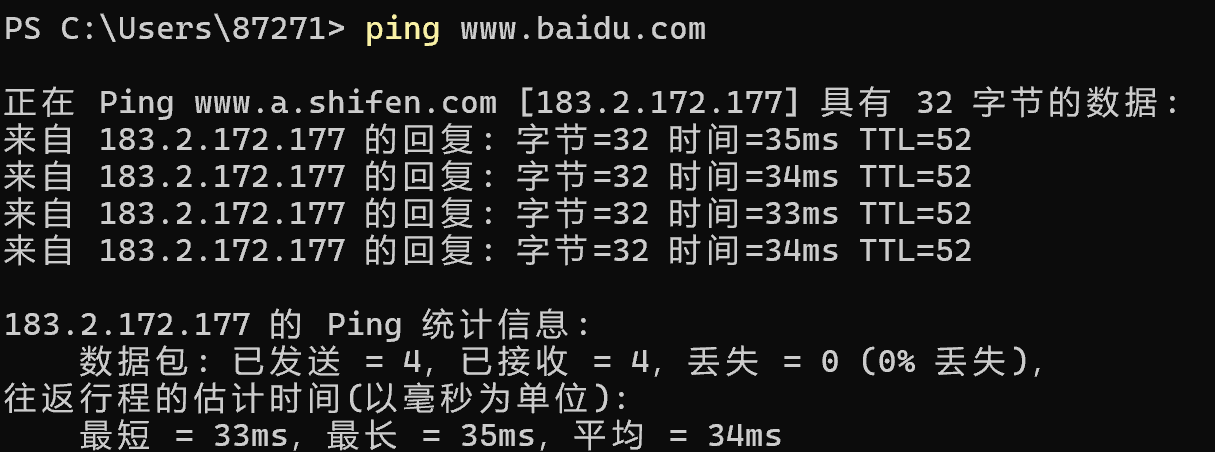 PS C:\Users\87271> ping www.baidu.com
正在 Ping www.a.shifen.com [183.2.172.177] 具有 32 字节的数据:
来自 183.2.172.177 的回复: 字节=32 时间=35ms TTL=52
来自 183.2.172.177 的回复: 字节=32 时间=34ms TTL=52
来自 183.2.172.177 的回复: 字节=32 时间=33ms TTL=52
来自 183.2.172.177 的回复: 字节=32 时间=34ms TTL=52
183.2.172.177 的 Ping 统计信息:
数据包: 已发送 = 4, 已接收 = 4, 丢失 = 0 (0% 丢失),
往返行程的估计时间(以毫秒为单位):
最短 = 33ms, 最长 = 35ms, 平均 = 34ms